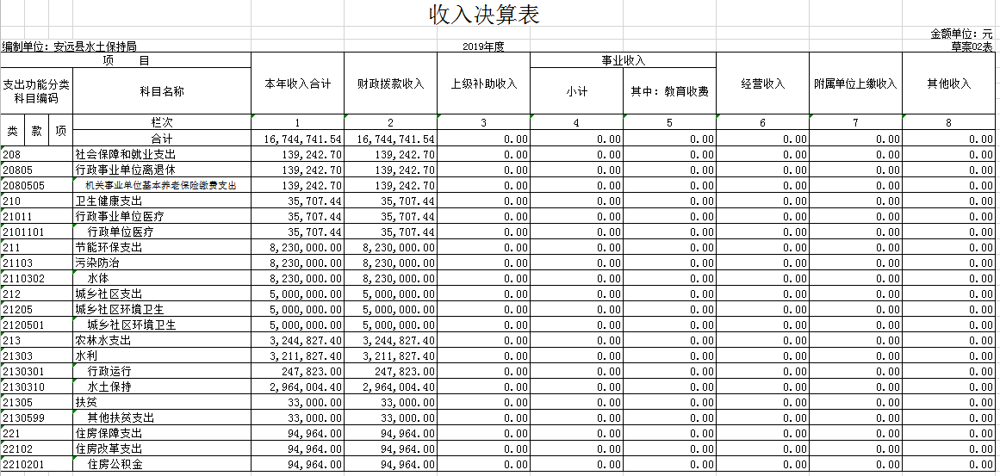 收入决算表
金额单位：元
编制单位：安远县水土保持局 2019年度 草案02表
项 目 本年收入合计 财政拨款收入 上级补助收入 事业收入 经营收入 附属单位上缴收入 其他收入
支出功能分类科目编码 科目名称 小计 其中：教育收费
类 款 项 栏次 1 2 3 4 5 6 7 8
合计 16,744,741.54 16,744,741.54 0.00 0.00 0.00 0.00 0.00 0.00
208 社会保障和就业支出 139,242.70 139,242.70 0.00 0.00 0.00 0.00 0.00 0.00
20805 行政事业单位离退休 139,242.70 139,242.70 0.00 0.00 0.00 0.00 0.00 0.00
2080505 机关事业单位基本养老保险缴费支出 139,242.70 139,242.70 0.00 0.00 0.00 0.00 0.00 0.00
210 卫生健康支出 35,707.44 35,707.44 0.00 0.00 0.00 0.00 0.00 0.00
21011 行政事业单位医疗 35,707.44 35,707.44 0.00 0.00 0.00 0.00 0.00 0.00
2101101 行政单位医疗 35,707.44 35,707.44 0.00 0.00 0.00 0.00 0.00 0.00
211 节能环保支出 8,230,000.00 8,230,000.00 0.00 0.00 0.00 0.00 0.00 0.00
21103 污染防治 8,230,000.00 8,230,000.00 0.00 0.00 0.00 0.00 0.00 0.00
2110302 水体 8,230,000.00 8,230,000.00 0.00 0.00 0.00 0.00 0.00 0.00
212 城乡社区支出 5,000,000.00 5,000,000.00 0.00 0.00 0.00 0.00 0.00 0.00
21205 城乡社区环境卫生 5,000,000.00 5,000,000.00 0.00 0.00 0.00 0.00 0.00 0.00
2120501 城乡社区环境卫生 5,000,000.00 5,000,000.00 0.00 0.00 0.00 0.00 0.00 0.00
213 农林水支出 3,244,827.40 3,244,827.40 0.00 0.00 0.00 0.00 0.00 0.00
21303 水利 3,211,827.40 3,211,827.40 0.00 0.00 0.00 0.00 0.00 0.00
2130301 行政运行 247,823.00 247,823.00 0.00 0.00 0.00 0.00 0.00 0.00
2130310 水土保持 2,964,004.40 2,964,004.40 0.00 0.00 0.00 0.00 0.00 0.00
21305 扶贫 33,000.00 33,000.00 0.00 0.00 0.00 0.00 0.00 0.00
2130599 其他扶贫支出 33,000.00 33,000.00 0.00 0.00 0.00 0.00 0.00 0.00
221 住房保障支出 94,964.00 94,964.00 0.00 0.00 0.00 0.00 0.00 0.00
22102 住房改革支出 94,964.00 94,964.00 0.00 0.00 0.00 0.00 0.00 0.00
2210201 住房公积金 94,964.00 94,964.00 0.00 0.00 0.00 0.00 0.00 0.00